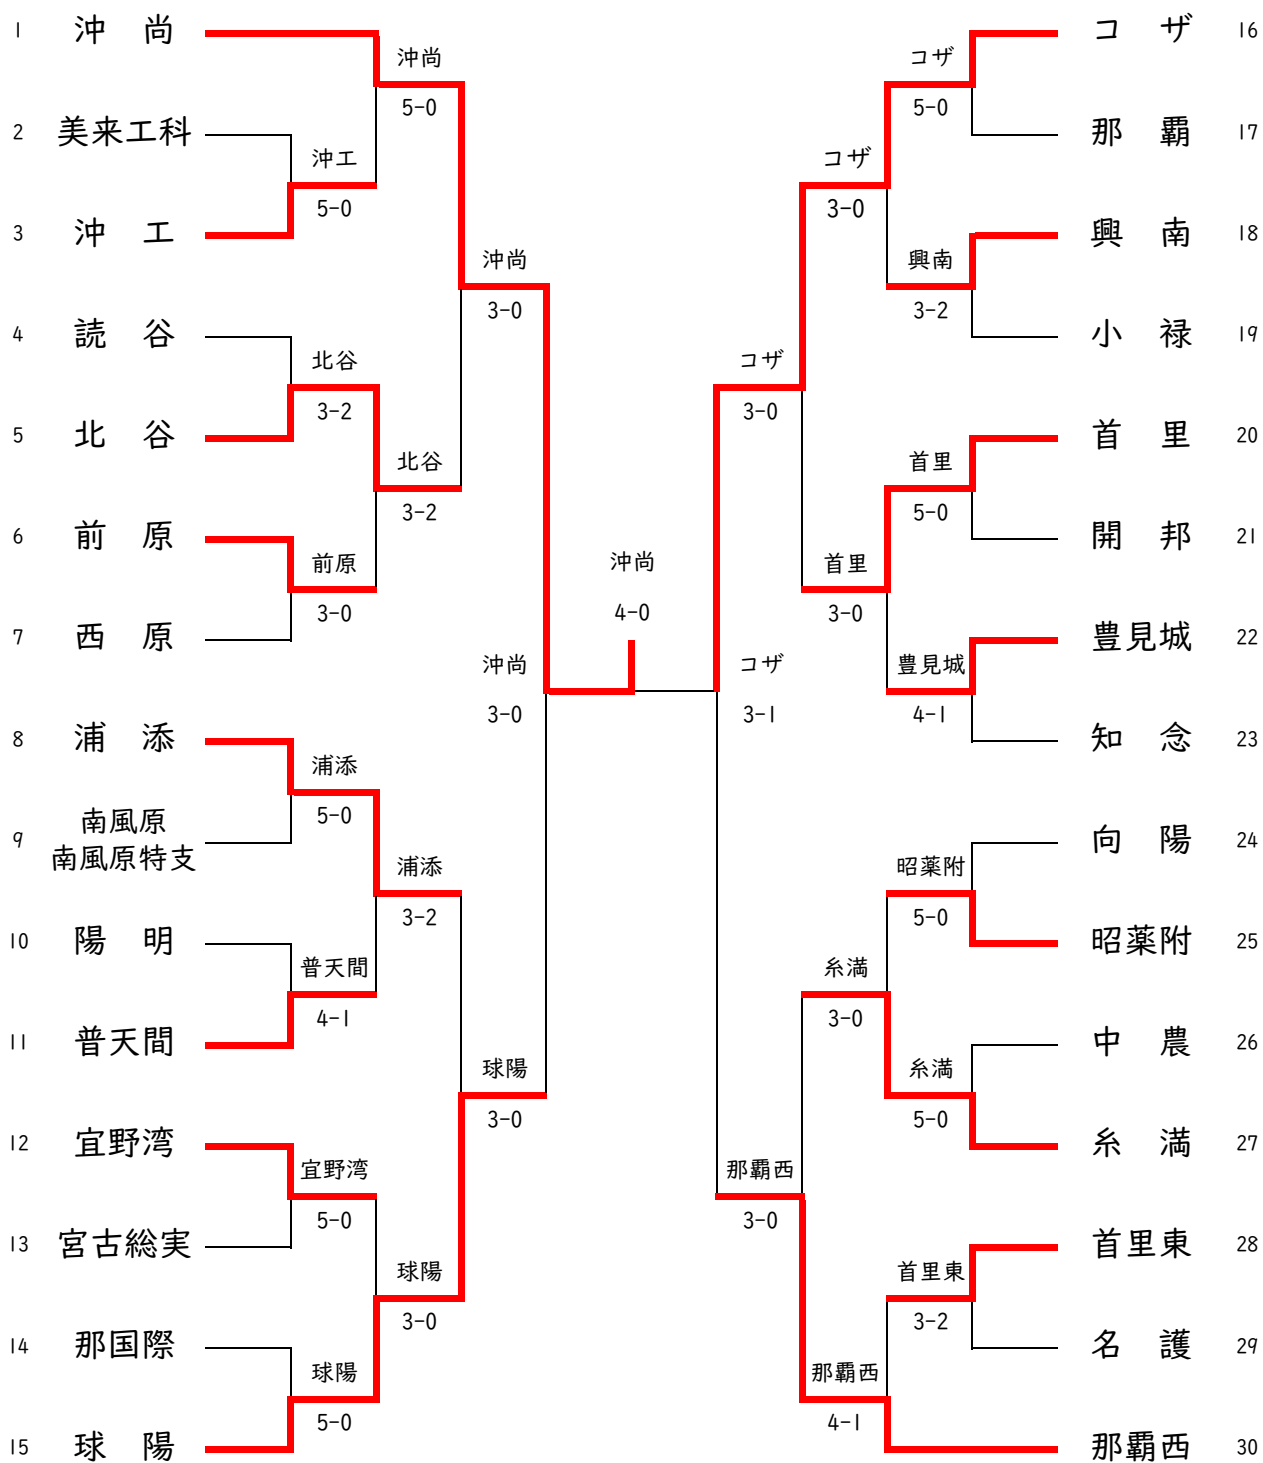 1 沖 尚
沖尚
5-0
2 美来工科
沖工
5-0
3 沖 工
沖尚
3-0
4 読 谷
北谷
3-2
5 北 谷
北谷
3-2
6 前 原
前原
3-0
7 西 原
沖尚
3-0
8 浦 添
浦添
5-0
9 南風原
南風原特支
浦添
3-2
10 陽 明
普天間
4-1
11 普天間
球陽
3-0
12 宜野湾
宜野湾
5-0
13 宮古総実
球陽
3-0
14 那国際
球陽
5-0
15 球 陽
沖尚
4-0
コ ザ 16
コザ
5-0
那 覇 17
コザ
3-0
興 南 18
興南
3-2
小 禄 19
コザ
3-0
首 里 20
首里
5-0
開 邦 21
首里
3-0
豊見城 22
豊見城
4-1
知 念 23
コザ
3-1
向 陽 24
昭薬附
5-0
昭薬附 25
糸満
3-0
中 農 26
糸満
5-0
糸 満 27
那覇西
3-0
首里東 28
首里東
3-2
名 護 29
那覇西
4-1
那覇西 30